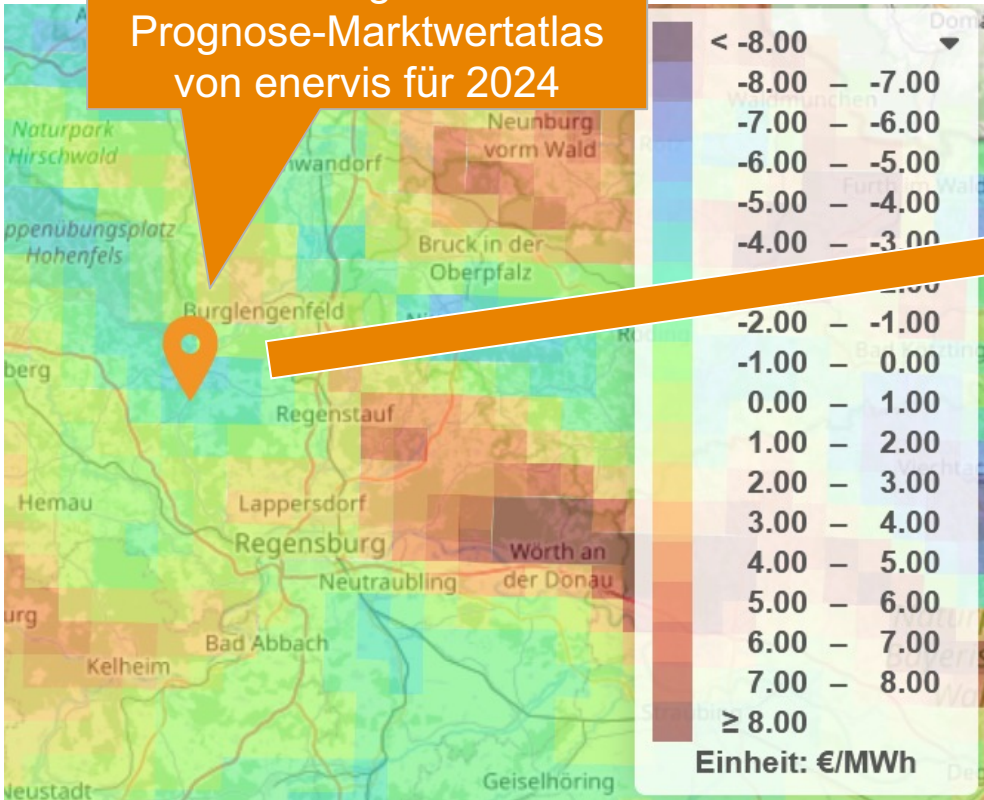 Prognose-Marktwertatlas
von enervis für 2024
Naturpark
Hirschwald
Neunburg
vorm Wald
Hohenfels
Bruck in der
Oberpfalz
Burglengenfeld
Regenstauf
Hemau
Lappersdorf
Regensburg
Wörth an
der Donau
Neutraubling
Bad Abbach
Kelheim
Geiselhöring
Waldmünchen
Straubing
< -8.00
-8.00 – -7.00
-7.00 – -6.00
-6.00 – -5.00
-5.00 – -4.00
-4.00 – -3.00
-2.00 – -1.00
-1.00 – 0.00
0.00 – 1.00
1.00 – 2.00
2.00 – 3.00
3.00 – 4.00
4.00 – 5.00
5.00 – 6.00
6.00 – 7.00
7.00 – 8.00
≥ 8.00
Einheit: €/MWh